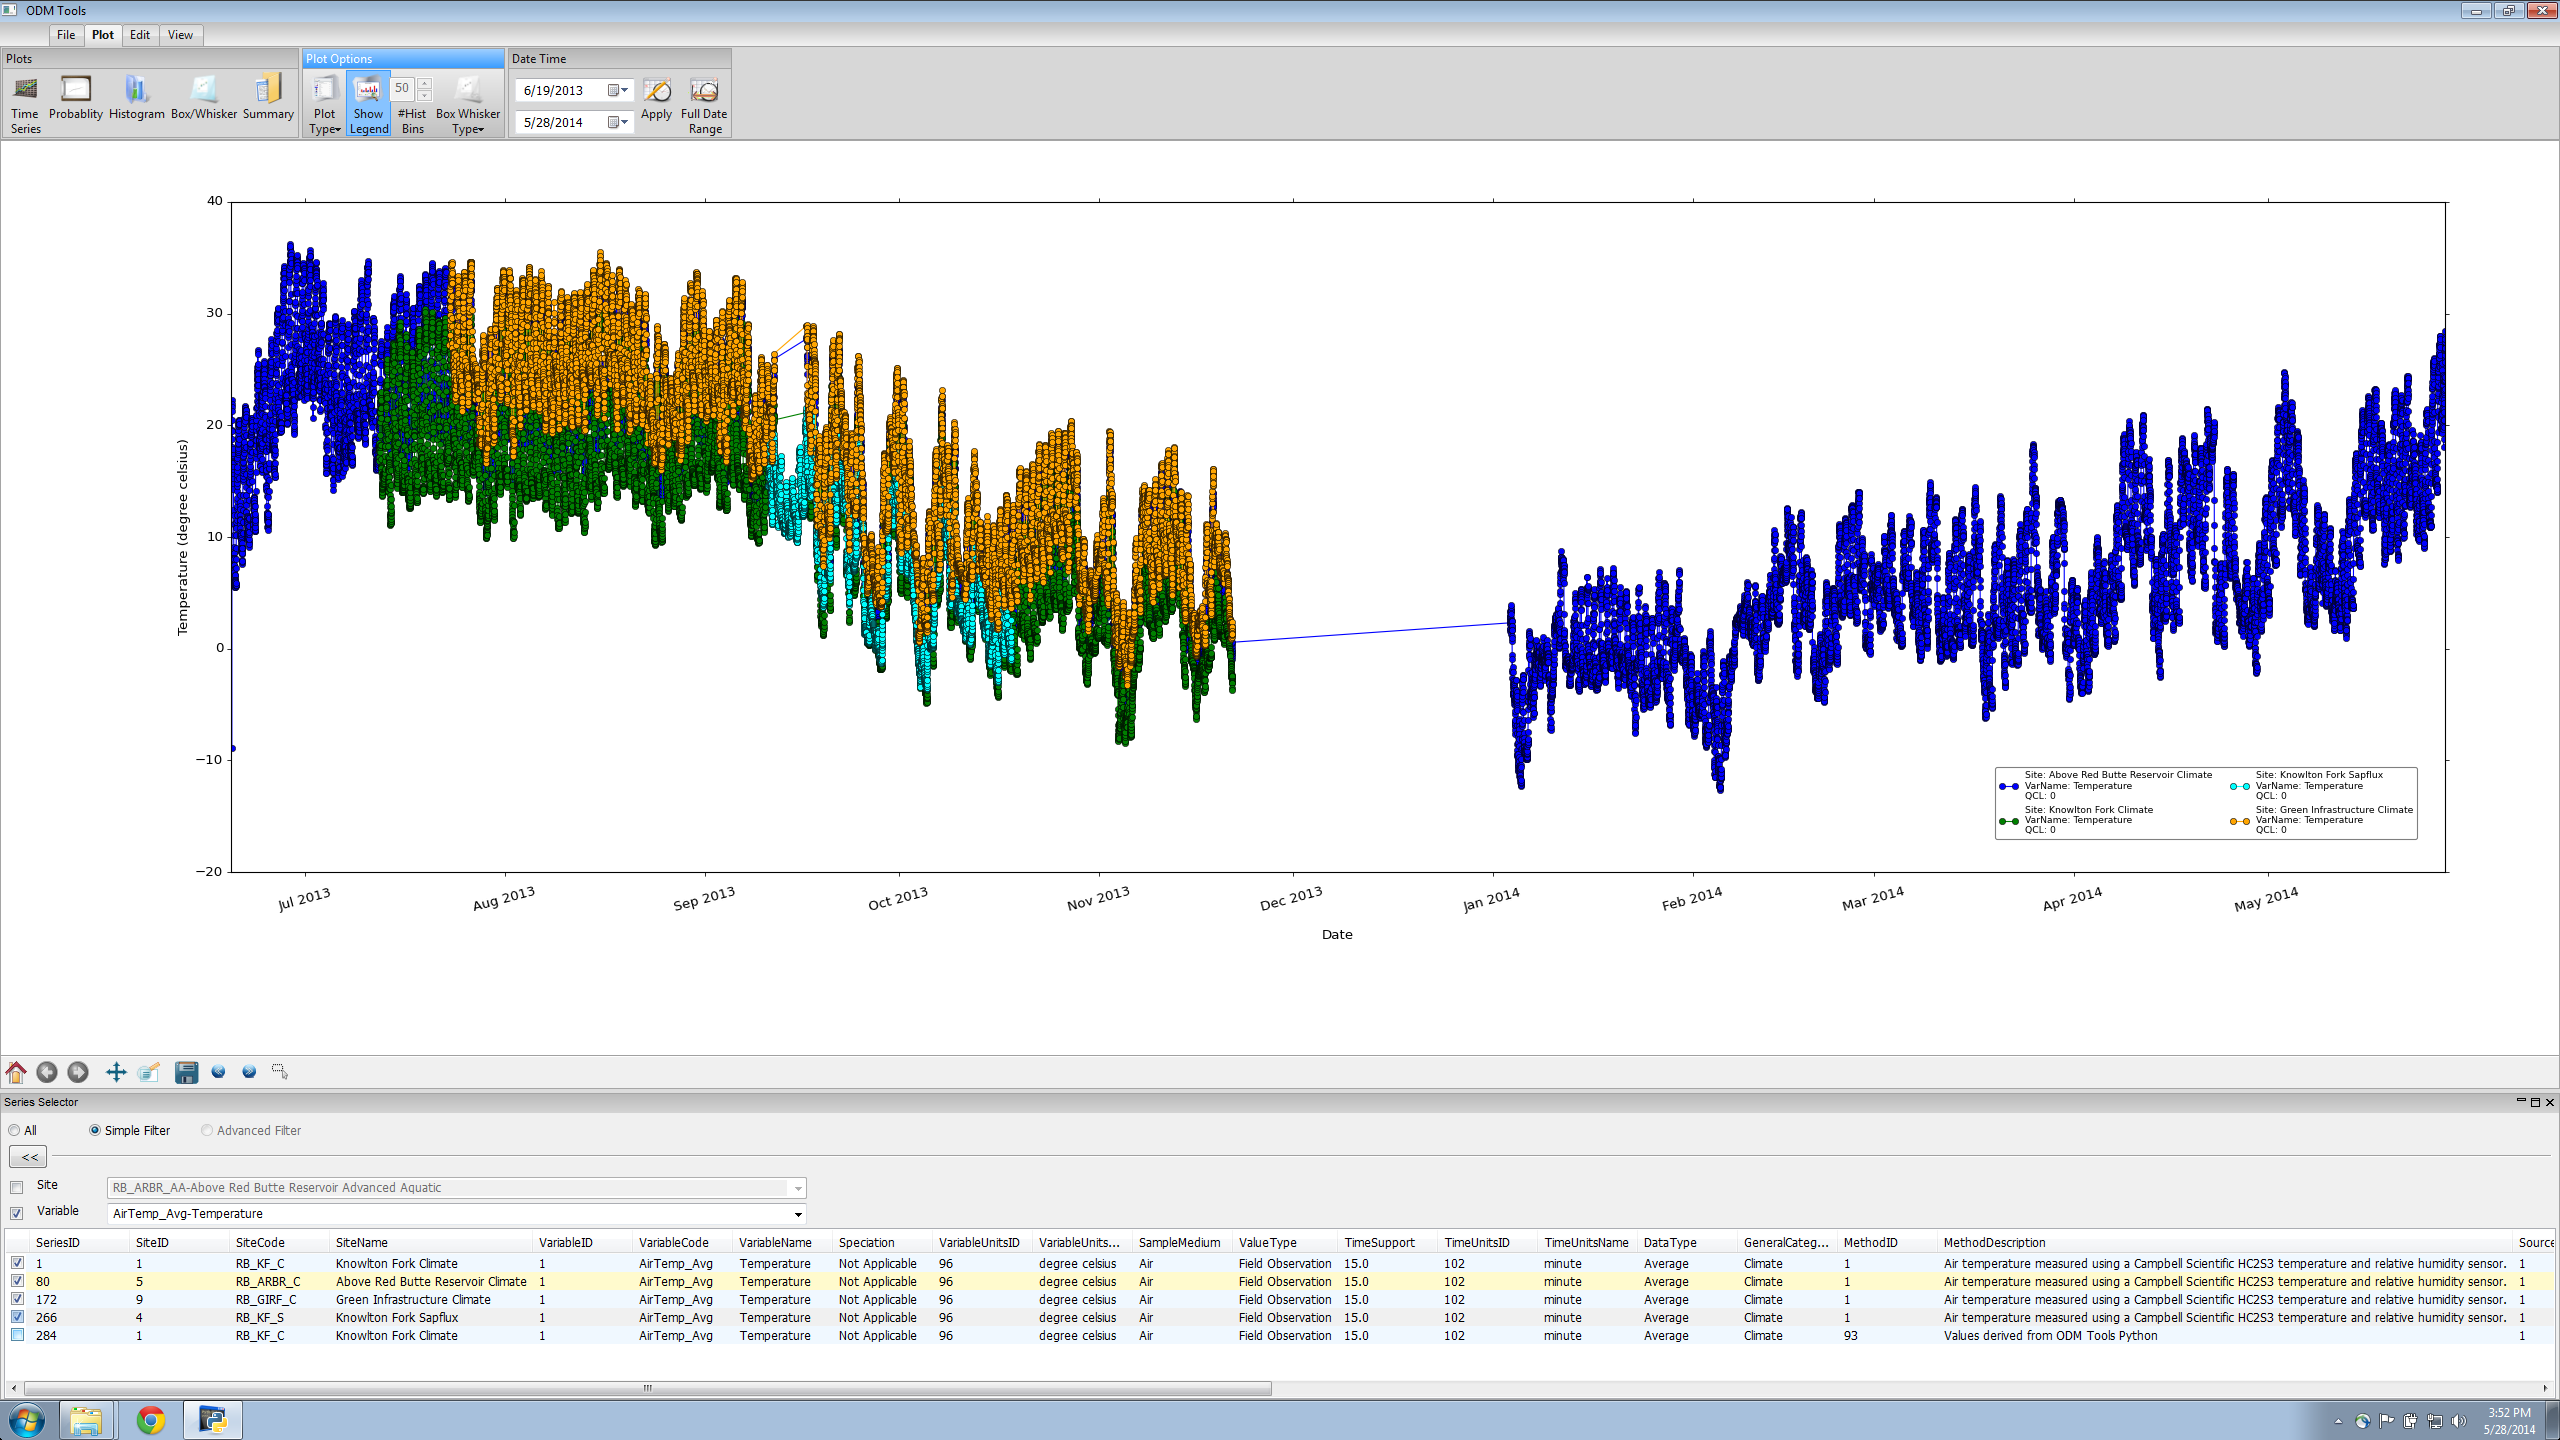 ODM Tools
File Plot Edit View
Plots Plot Options Date Time
Time Series Probablity Histogram Box/Whisker Summary Plot Type Show Legend 50 #Hist Bins Box Whisker Type 6/19/2013 5/28/2014 Apply Full Date Range
40
30
20
10
0
−10
−20
Temperature (degree celsius)
Site: Above Red Butte Reservoir Climate
VarName: Temperature
QCL: 0
Site: Knowlton Fork Climate
VarName: Temperature
QCL: 0
Site: Knowlton Fork Sapflux
VarName: Temperature
QCL: 0
Site: Green Infrastructure Climate
VarName: Temperature
QCL: 0
Jul 2013 Aug 2013 Sep 2013 Oct 2013 Nov 2013 Dec 2013 Jan 2014 Feb 2014 Mar 2014 Apr 2014 May 2014
Date
Series Selector
All Simple Filter Advanced Filter
<<
Site RB_ARBR_AA-Above Red Butte Reservoir Advanced Aquatic
Variable AirTemp_Avg-Temperature
SeriesID SiteID SiteCode SiteName VariableID VariableCode VariableName Speciation VariableUnitsID VariableUnits... SampleMedium ValueType TimeSupport TimeUnitsID TimeUnitsName DataType GeneralCateg... MethodID MethodDescription Source
1 1 RB_KF_C Knowlton Fork Climate 1 AirTemp_Avg Temperature Not Applicable 96 degree celsius Air Field Observation 15.0 102 minute Average Climate 1 Air temperature measured using a Campbell Scientific HC2S3 temperature and relative humidity sensor. 1
80 5 RB_ARBR_C Above Red Butte Reservoir Climate 1 AirTemp_Avg Temperature Not Applicable 96 degree celsius Air Field Observation 15.0 102 minute Average Climate 1 Air temperature measured using a Campbell Scientific HC2S3 temperature and relative humidity sensor. 1
172 9 RB_GIRF_C Green Infrastructure Climate 1 AirTemp_Avg Temperature Not Applicable 96 degree celsius Air Field Observation 15.0 102 minute Average Climate 1 Air temperature measured using a Campbell Scientific HC2S3 temperature and relative humidity sensor. 1
266 4 RB_KF_S Knowlton Fork Sapflux 1 AirTemp_Avg Temperature Not Applicable 96 degree celsius Air Field Observation 15.0 102 minute Average Climate 1 Air temperature measured using a Campbell Scientific HC2S3 temperature and relative humidity sensor. 1
284 1 RB_KF_C Knowlton Fork Climate 1 AirTemp_Avg Temperature Not Applicable 96 degree celsius Air Field Observation 15.0 102 minute Average Climate 93 Values derived from ODM Tools Python 1
3:52 PM
5/28/2014